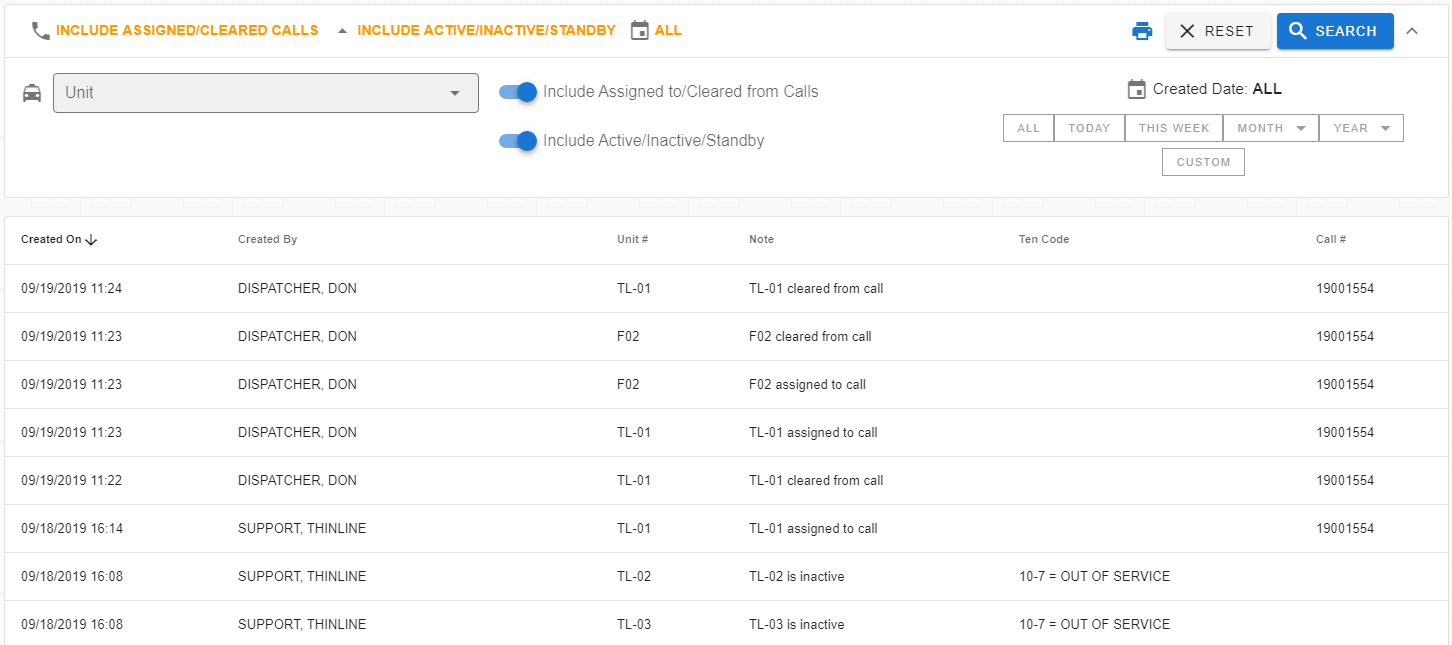 INCLUDE ASSIGNED/CLEARED CALLS INCLUDE ACTIVE/INACTIVE/STANDBY ALL RESET SEARCH
Unit Include Assigned to/Cleared from Calls Created Date: ALL
ALL TODAY THIS WEEK MONTH YEAR
Include Active/Inactive/Standby
CUSTOM
Created On Created By Unit # Note Ten Code Call #
09/19/2019 11:24 DISPATCHER, DON TL-01 TL-01 cleared from call 19001554
09/19/2019 11:23 DISPATCHER, DON F02 F02 cleared from call 19001554
09/19/2019 11:23 DISPATCHER, DON F02 F02 assigned to call 19001554
09/19/2019 11:23 DISPATCHER, DON TL-01 TL-01 assigned to call 19001554
09/19/2019 11:22 DISPATCHER, DON TL-01 TL-01 cleared from call 19001554
09/18/2019 16:14 SUPPORT, THINLINE TL-01 TL-01 assigned to call 19001554
09/18/2019 16:08 SUPPORT, THINLINE TL-02 TL-02 is inactive 10-7 = OUT OF SERVICE
09/18/2019 16:08 SUPPORT, THINLINE TL-03 TL-03 is inactive 10-7 = OUT OF SERVICE